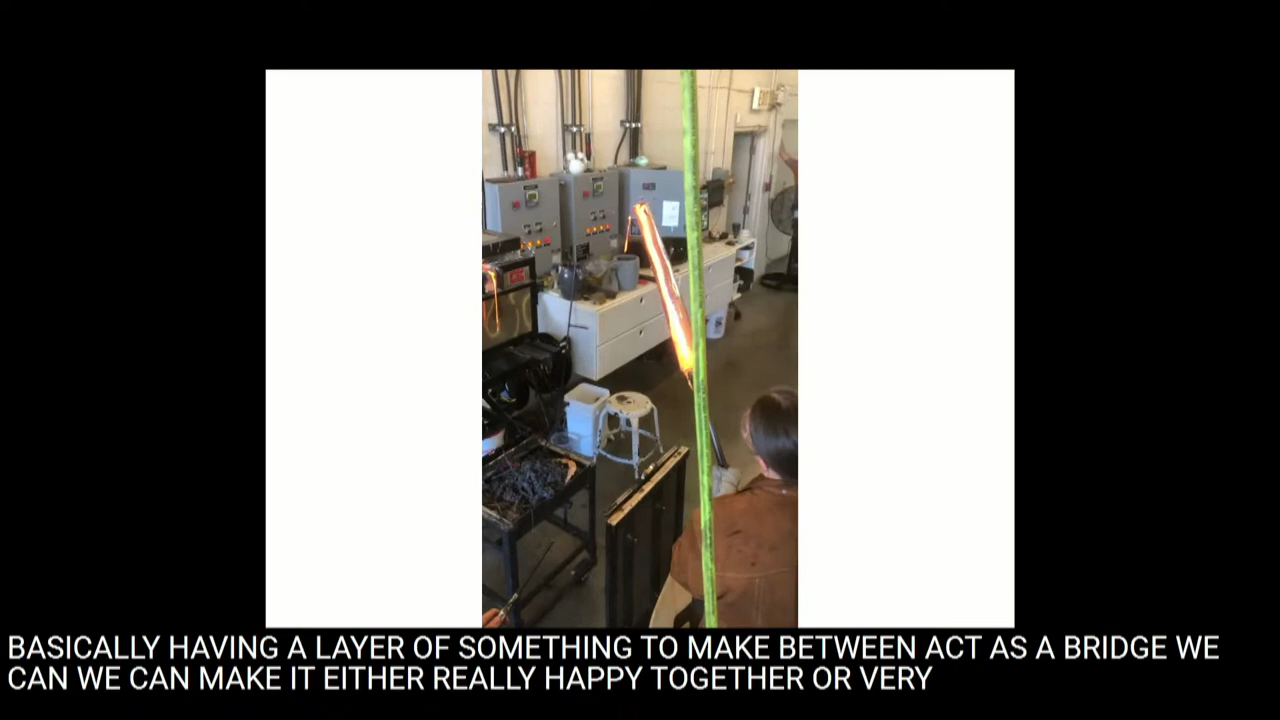 BASICALLY HAVING A LAYER OF SOMETHING TO MAKE BETWEEN ACT AS A BRIDGE WE
CAN WE CAN MAKE IT EITHER REALLY HAPPY TOGETHER OR VERY